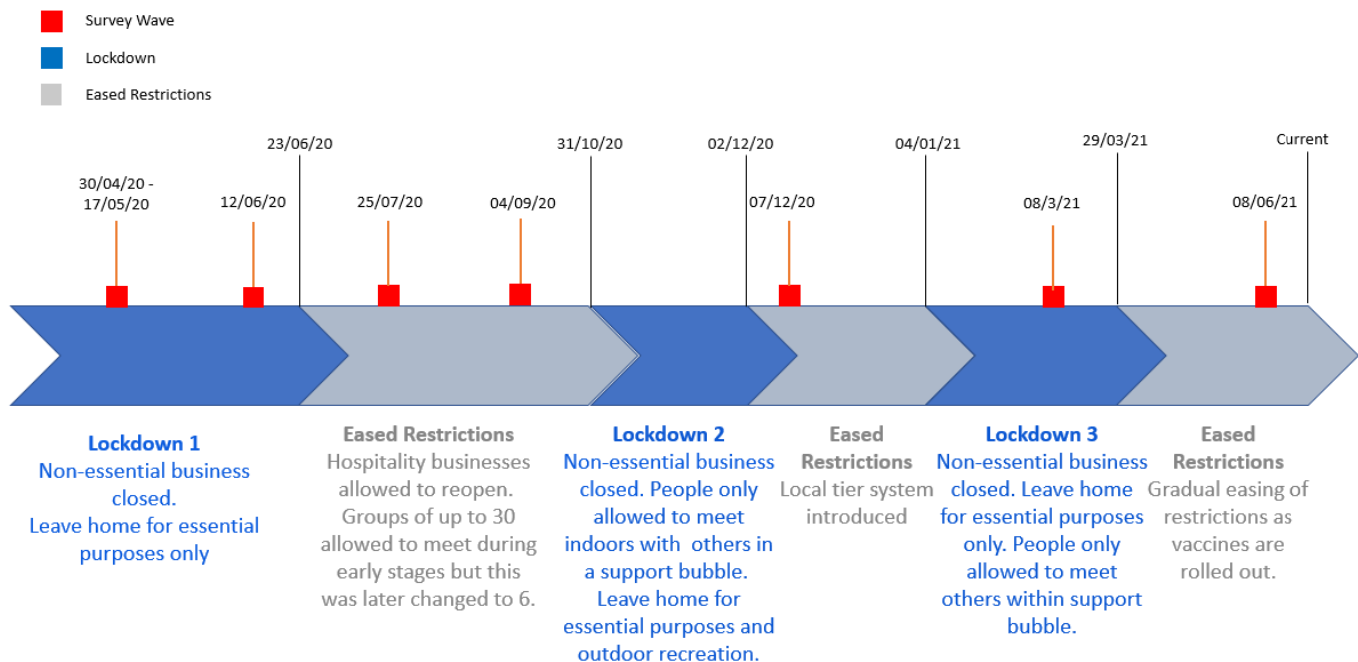 Survey Wave
Lockdown
Eased Restrictions
23/06/20
31/10/20
02/12/20
04/01/21
29/03/21
Current
30/04/20 -
17/05/20
12/06/20
25/07/20
04/09/20
07/12/20
08/3/21
08/06/21
Lockdown 1
Non-essential business
closed.
Leave home for essential
purposes only
Eased Restrictions
Hospitality businesses
allowed to reopen.
Groups of up to 30
allowed to meet during
early stages but this
was later changed to 6.
Lockdown 2
Non-essential business
closed. People only
allowed to meet
indoors with others in
a support bubble.
Leave home for
essential purposes and
outdoor recreation.
Eased
Restrictions
Local tier system
introduced
Lockdown 3
Non-essential business
closed. Leave home
for essential purposes
only. People only
allowed to meet
others within support
bubble.
Eased
Restrictions
Gradual easing of
restrictions as
vaccines are
rolled out.